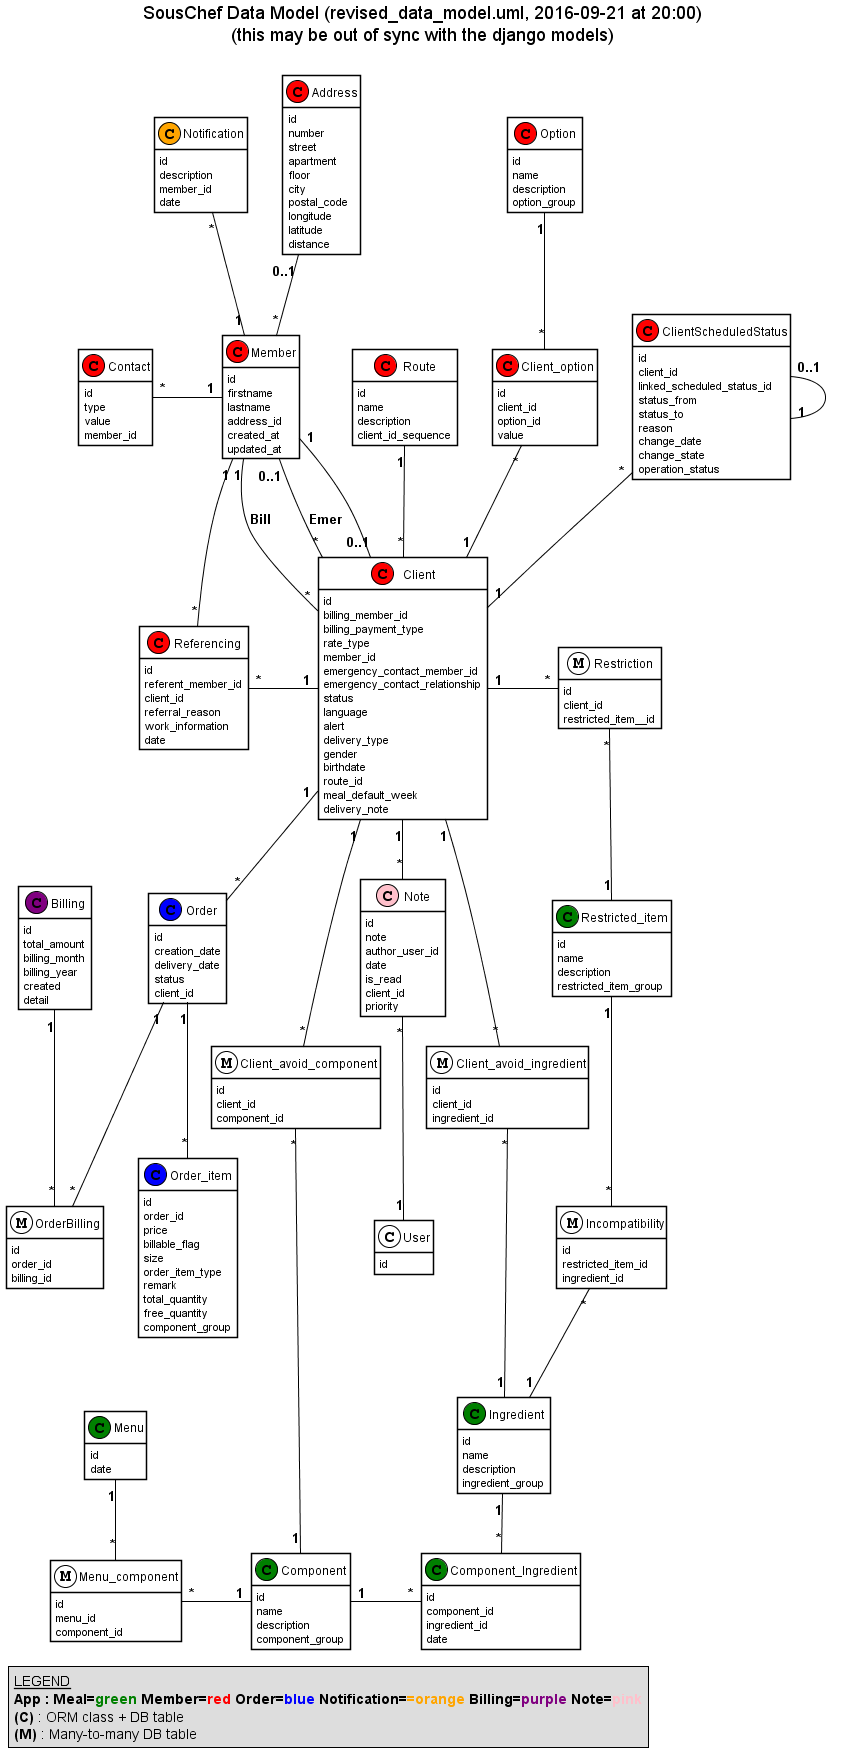 SousChef Data Model (revised_data_model.uml, 2016-09-21 at 20:00)
(this may be out of sync with the django models)
C Address
id
number
street
apartment
floor
city
postal_code
longitude
latitude
distance
C Notification
id
description
member_id
date
C Option
id
name
description
option_group
* 1
0..1 *
1 *
C ClientScheduledStatus
id
client_id
linked_scheduled_status_id
status_from
status_to
reason
change_date
change_state
operation_status
0..1
1
C Contact
id
type
value
member_id
* 1
C Member
id
firstname
lastname
address_id
created_at
updated_at
C Route
id
name
description
client_id_sequence
C Client_option
id
client_id
option_id
value
1 *
1 Bill *
0..1 Emer *
1 0..1
1 *
* 1
* 1
C Client
id
billing_member_id
billing_payment_type
rate_type
member_id
emergency_contact_member_id
emergency_contact_relationship
status
language
alert
delivery_type
gender
birthdate
route_id
meal_default_week
delivery_note
C Referencing
id
referent_member_id
client_id
referral_reason
work_information
date
* 1
1 *
M Restriction
id
client_id
restricted_item__id
* 1
1 *
1 *
1 *
1 *
C Billing
id
total_amount
billing_month
billing_year
created
detail
C Order
id
creation_date
delivery_date
status
client_id
C Note
id
note
author_user_id
date
is_read
client_id
priority
C Restricted_item
id
name
description
restricted_item_group
1 *
1 *
1 *
* 1
1 *
M Client_avoid_component
id
client_id
component_id
M Client_avoid_ingredient
id
client_id
ingredient_id
* 1
* 1
C Order_item
id
order_id
price
billable_flag
size
order_item_type
remark
total_quantity
free_quantity
component_group
M OrderBilling
id
order_id
billing_id
C User
id
M Incompatibility
id
restricted_item_id
ingredient_id
* 1
C Menu
id
date
1 *
C Ingredient
id
name
description
ingredient_group
1 *
M Menu_component
id
menu_id
component_id
* 1
C Component
id
name
description
component_group
1 *
C Component_Ingredient
id
component_id
ingredient_id
date
LEGEND
App : Meal=green Member=red Order=blue Notification==orange Billing=purple Note=pink
(C) : ORM class + DB table
(M) : Many-to-many DB table